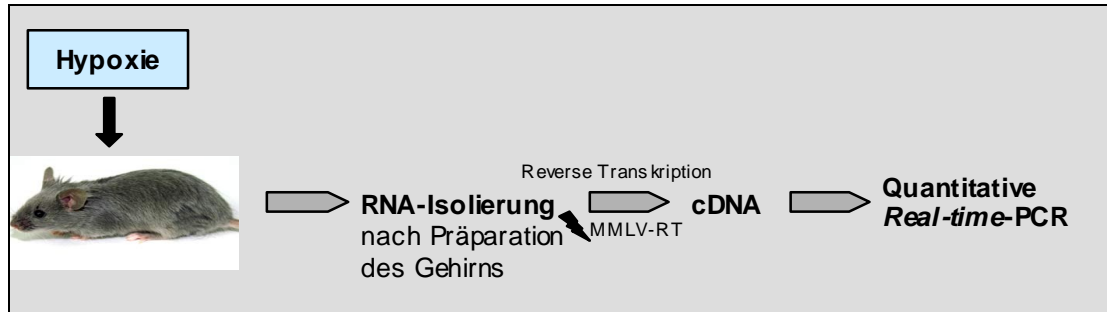 Hypoxie
RNA-Isolierung
nach Präparation
des Gehirns
Reverse Transkription
MMLV-RT
cDNA
Quantitative
Real-time-PCR